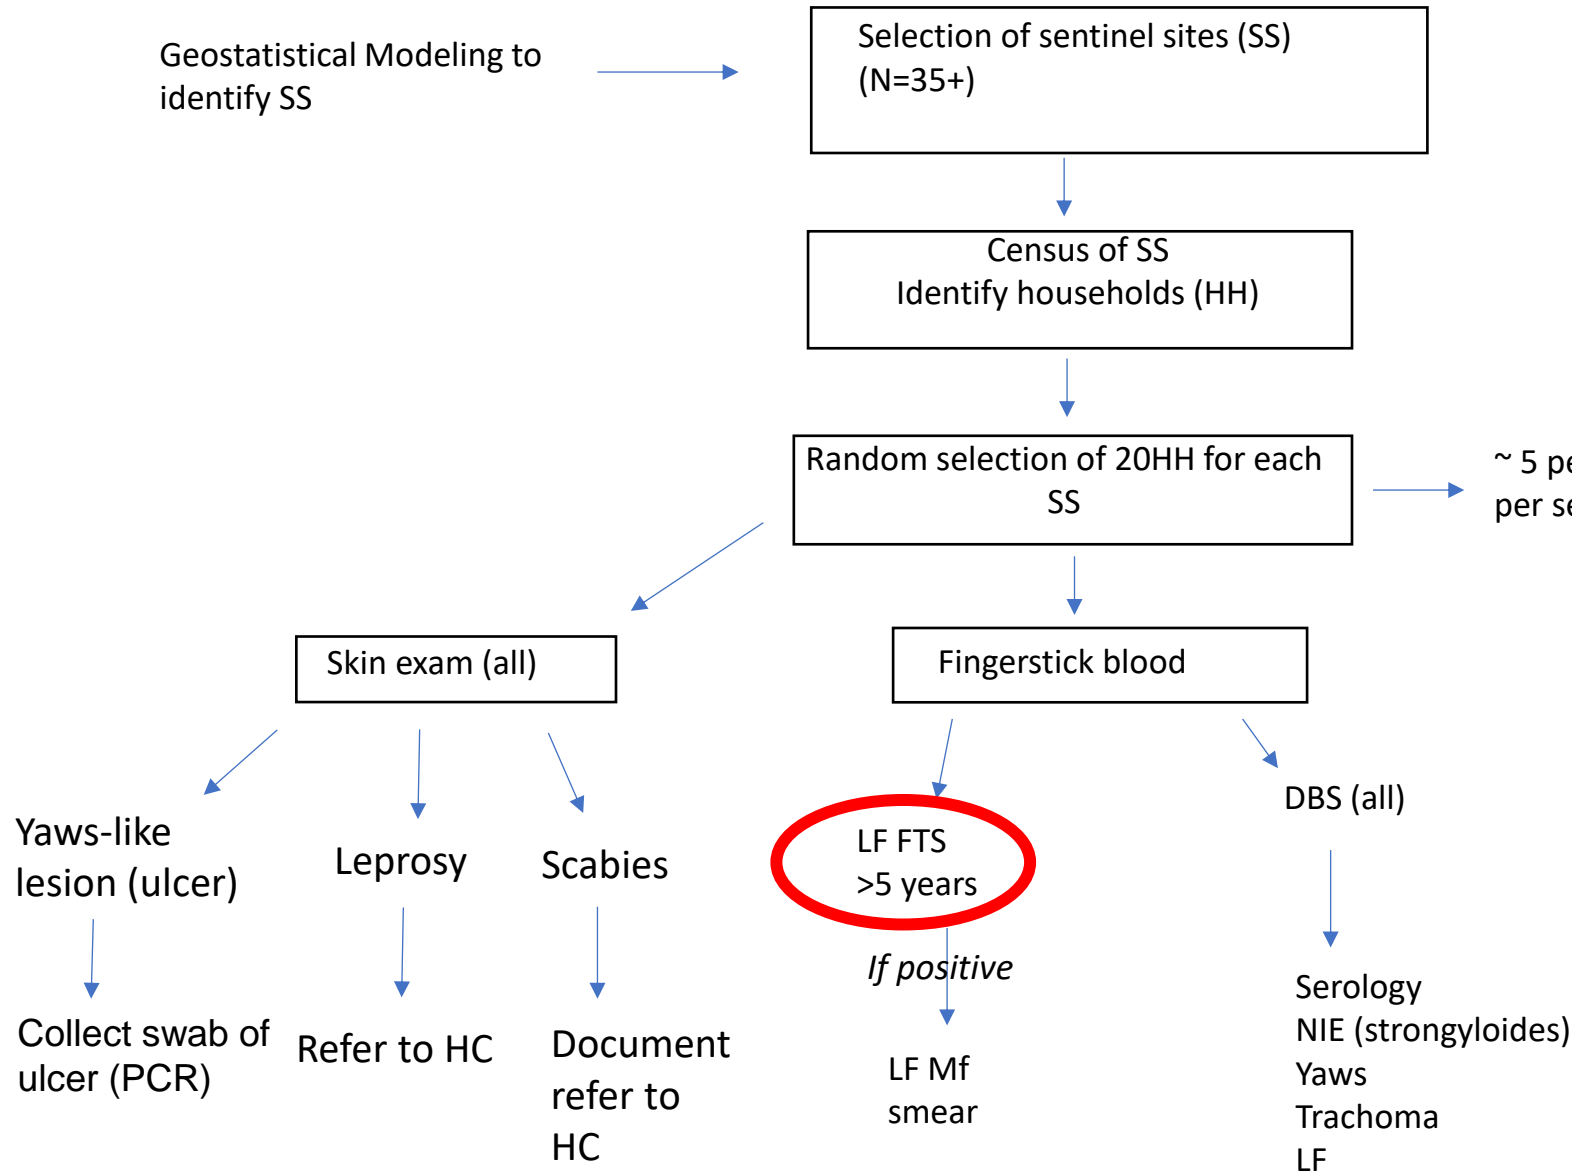 Geostatistical Modeling to
identify SS
Selection of sentinel sites (SS)
(N=35+)
Census of SS
Identify households (HH)
Random selection of 20HH for each
SS
~ 5
per
Skin exam (all)
Fingerstick blood
Yaws-like
lesion (ulcer)
Leprosy
Scabies
LF FTS
>5 years
DBS (all)
If positive
Collect swab of
ulcer (PCR)
Refer to HC
Document
refer to
HC
LF Mf
smear
Serology
NIE (strongyloides)
Yaws
Trachoma
LF